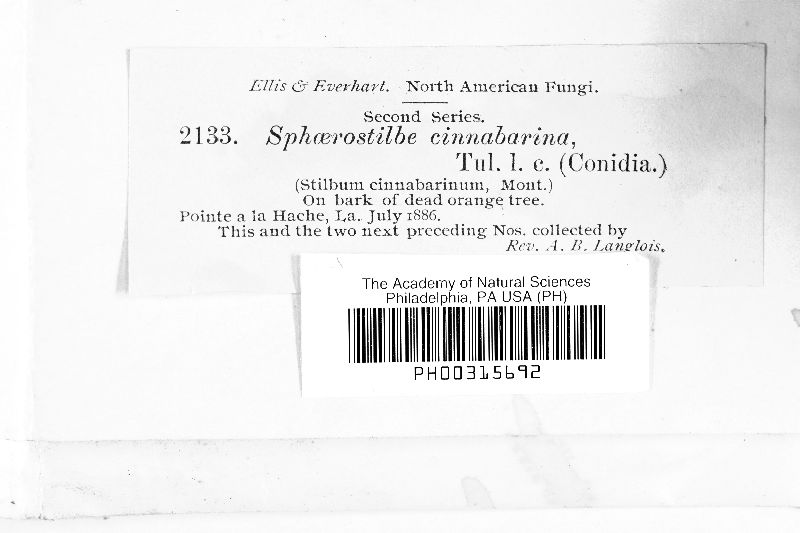 Ellis & Everhart. North American Fungi.
Second Series.
2133. Sphærostilbe cinnabarina,
Tul. l. c. (Conidia.)
(Stilbum cinnabarinum, Mont.)
On bark of dead orange tree.
Pointe a la Hache, La. July 1886.
This and the two next preceding Nos. collected by
Rev. A. B. Langlois.
The Academy of Natural Sciences
Philadelphia, PA USA (PH)
PH00315692